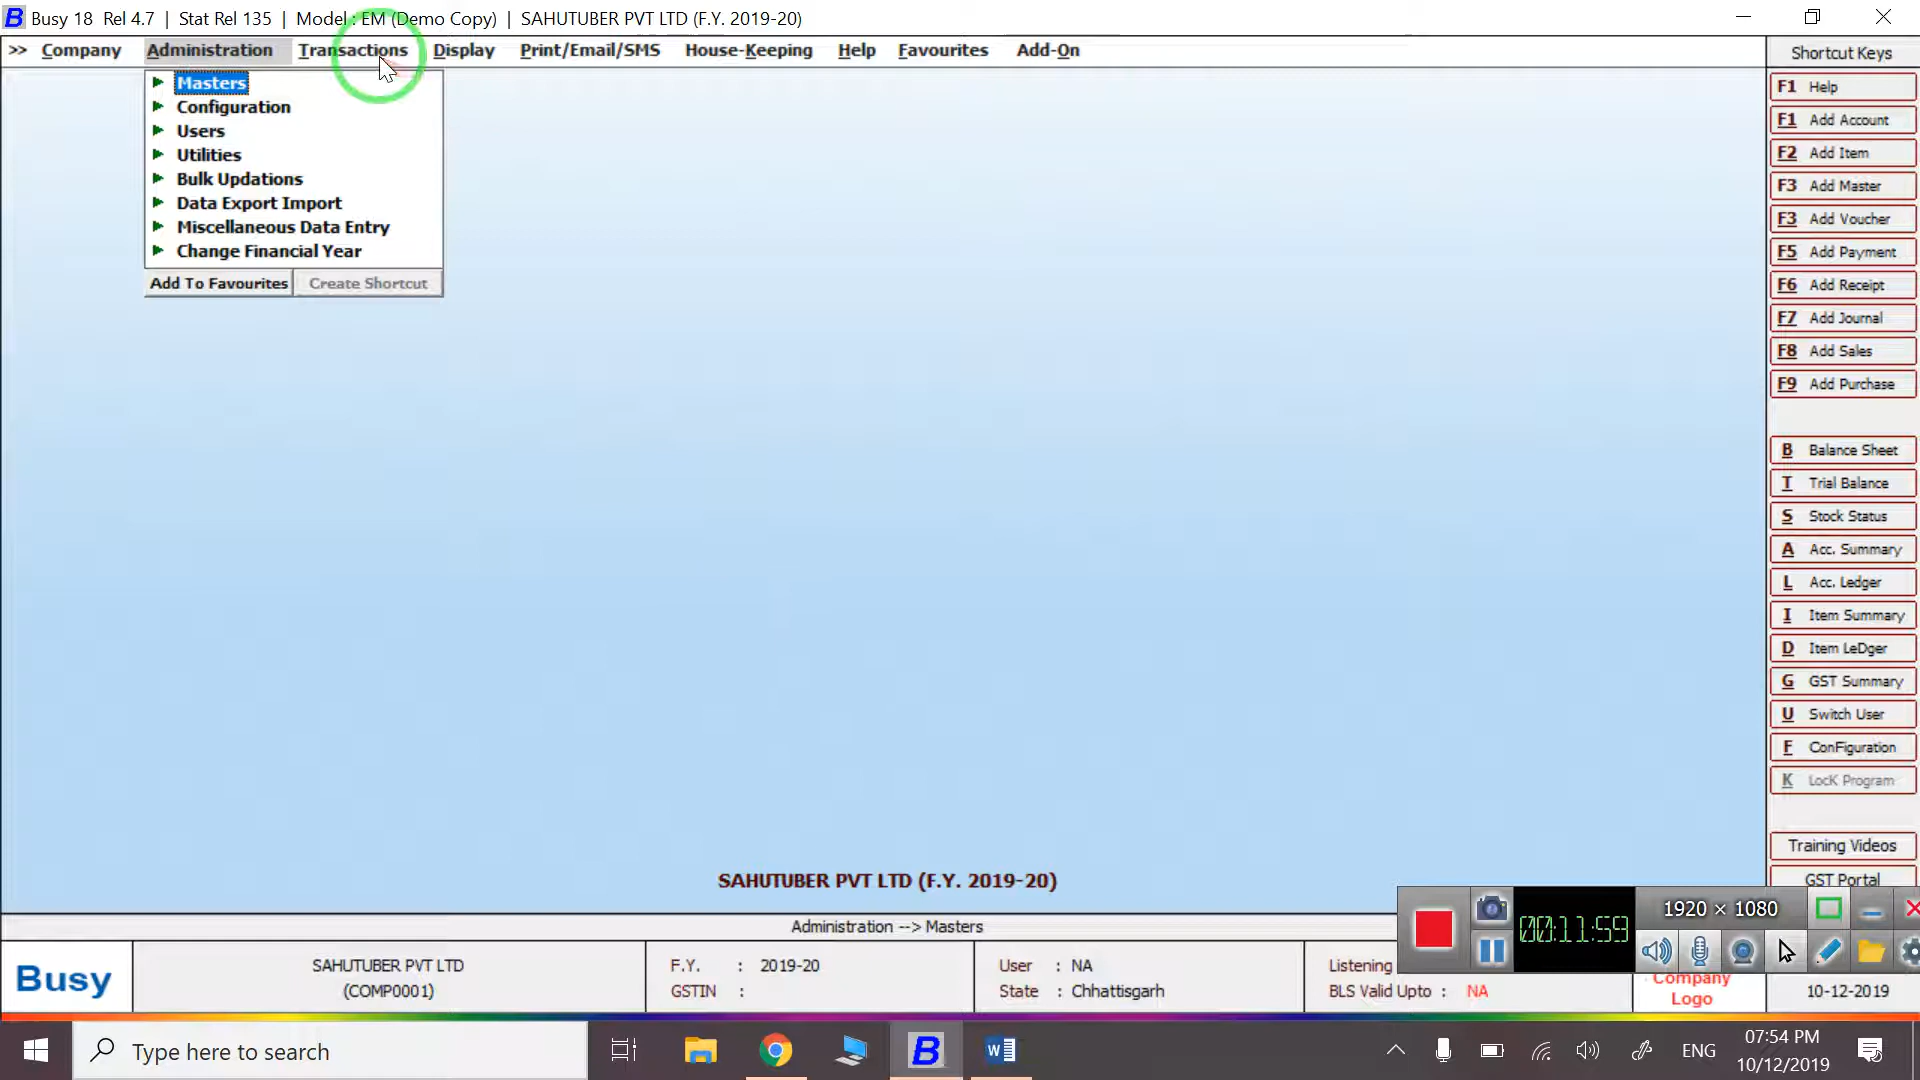 Busy 18 Rel 4.7 | Stat Rel 135 | Model : EM (Demo Copy) | SAHUTUBER PVT LTD (F.Y. 2019-20)
>> Company Administration Transactions Display Print/Email/SMS House-Keeping Help Favourites Add-On
Masters
Configuration
Users
Utilities
Bulk Updations
Data Export Import
Miscellaneous Data Entry
Change Financial Year
Add To Favourites Create Shortcut
Shortcut Keys
F1 Help
F1 Add Account
F2 Add Item
F3 Add Master
F3 Add Voucher
F5 Add Payment
F6 Add Receipt
F7 Add Journal
F8 Add Sales
F9 Add Purchase
B Balance Sheet
T Trial Balance
S Stock Status
A Acc. Summary
L Acc. Ledger
I Item Summary
D Item LeDger
G GST Summary
U Switch User
F ConFiguration
K LocK Program
Training Videos
GST Portal
SAHUTUBER PVT LTD (F.Y. 2019-20)
1920 × 1080
00:11:59
Administration --> Masters
Busy
SAHUTUBER PVT LTD
(COMP0001)
F.Y. : 2019-20
GSTIN :
User : NA
State : Chhattisgarh
Listening
BLS Valid Upto : NA
Company
Logo
10-12-2019
Type here to search
ENG
07:54 PM
10/12/2019